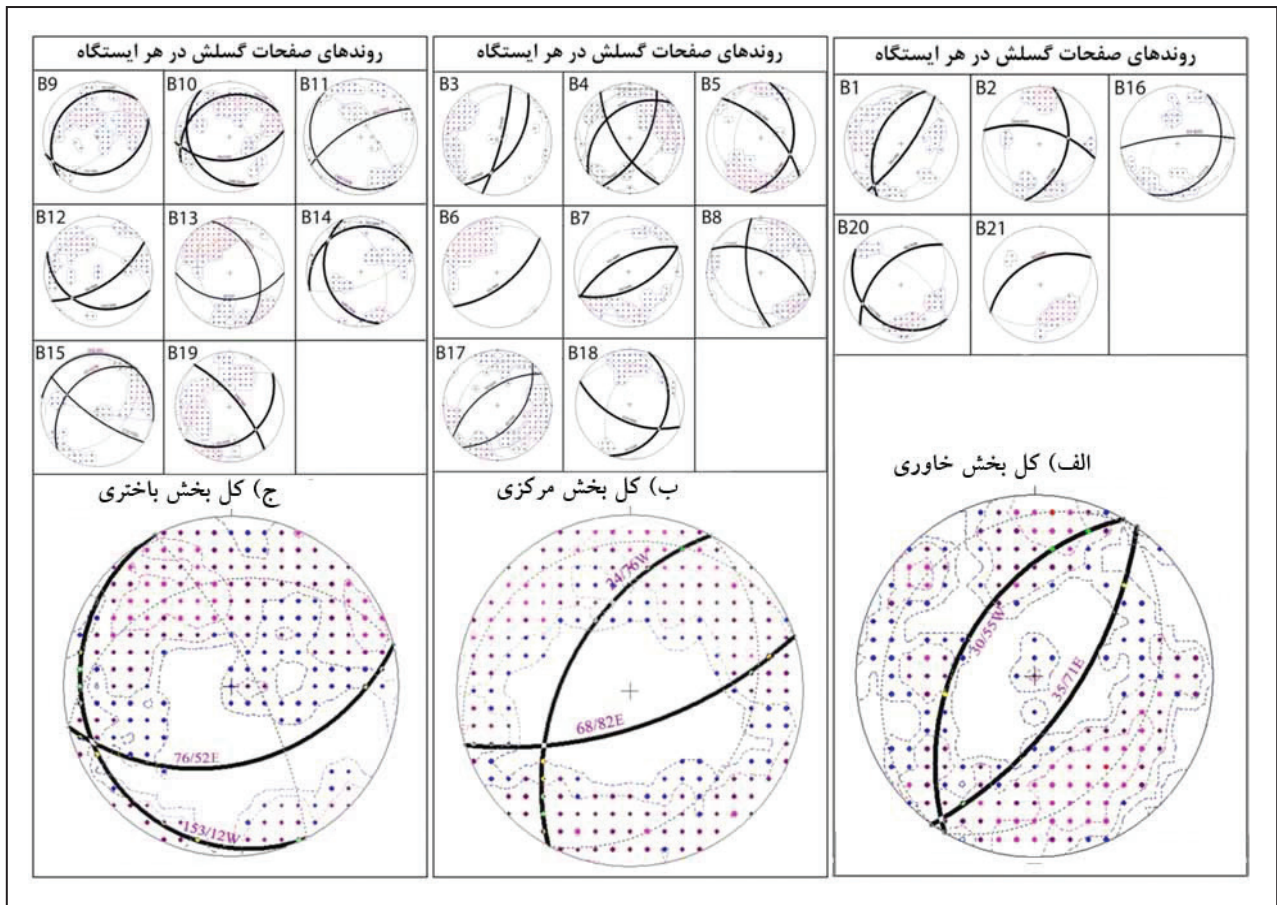 روندهای صفحات گسلش در هر ایستگاه
B1
B2
B16
B20
B21
الف) کل بخش خاوری
30/55W
35/71E
روندهای صفحات گسلش در هر ایستگاه
B3
B4
B5
B6
B7
B8
B17
B18
ب) کل بخش مرکزی
24/76W
68/82E
روندهای صفحات گسلش در هر ایستگاه
B9
B10
B11
B12
B13
B14
B15
B19
ج) کل بخش باختری
76/52E
153/12W